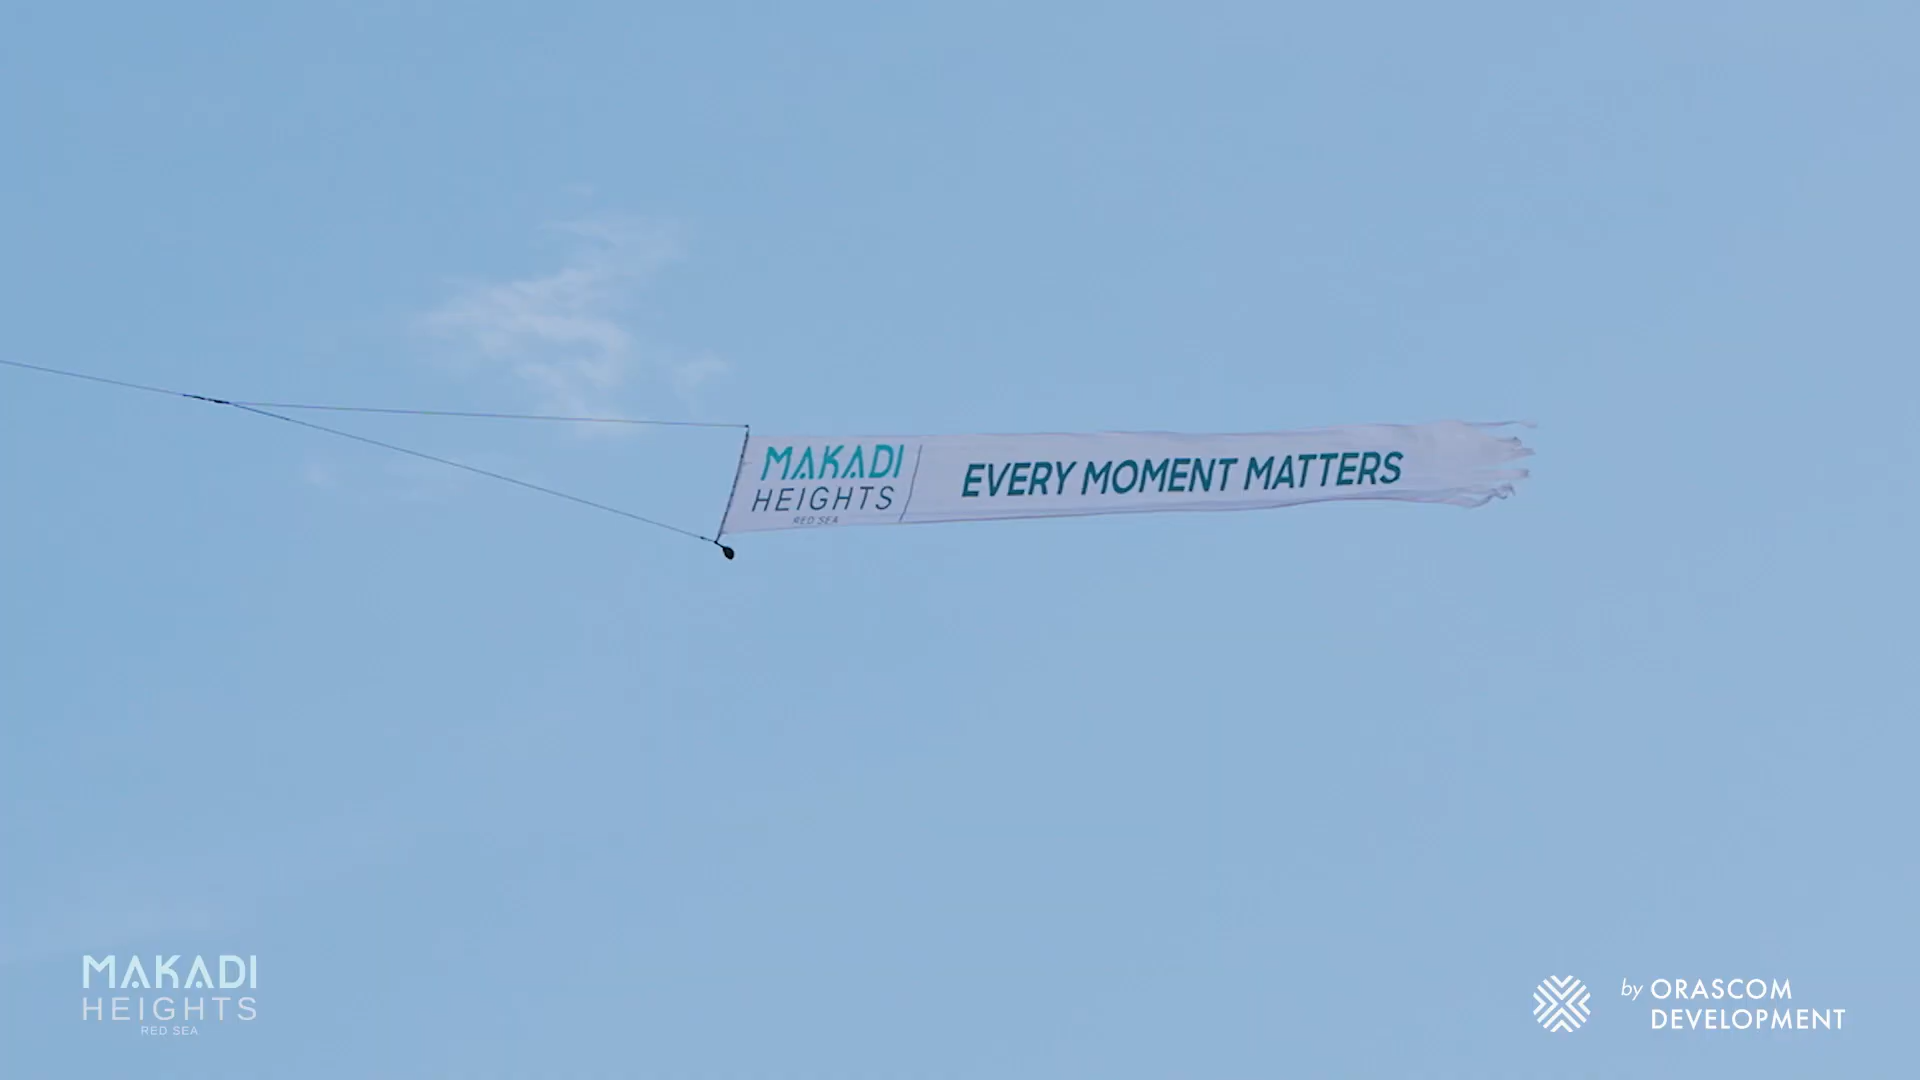 MAKADI
HEIGHTS
RED SEA
EVERY MOMENT MATTERS
MAKADI
HEIGHTS
RED SEA
by ORASCOM
DEVELOPMENT